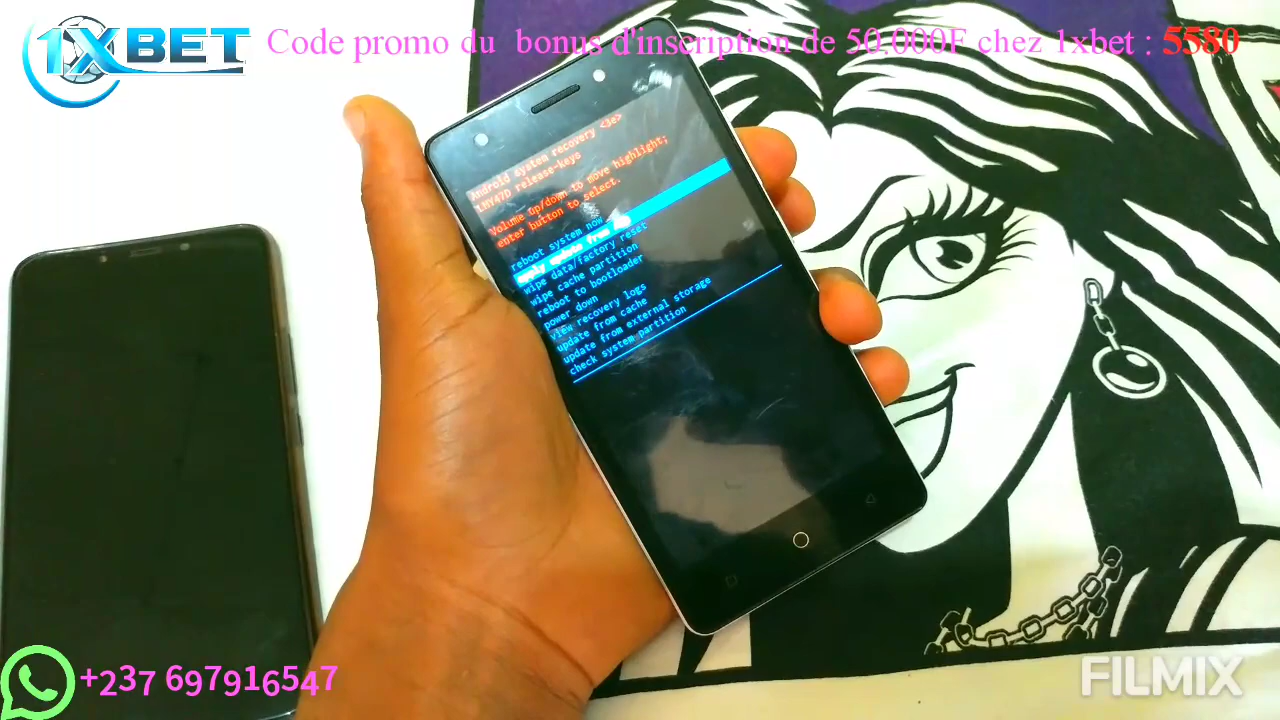 1XBET
Code promo du bonus d'inscription de 50.000F chez 1xbet : 5580
Android system recovery <3e>
LMY47D release-keys
Volume up/down to move highlight;
enter button to select.
reboot system now
apply update from ADB
wipe data/factory reset
wipe cache partition
reboot to bootloader
power down
view recovery logs
update from cache
update from external storage
check system partition
+237 697916547
FILMIX